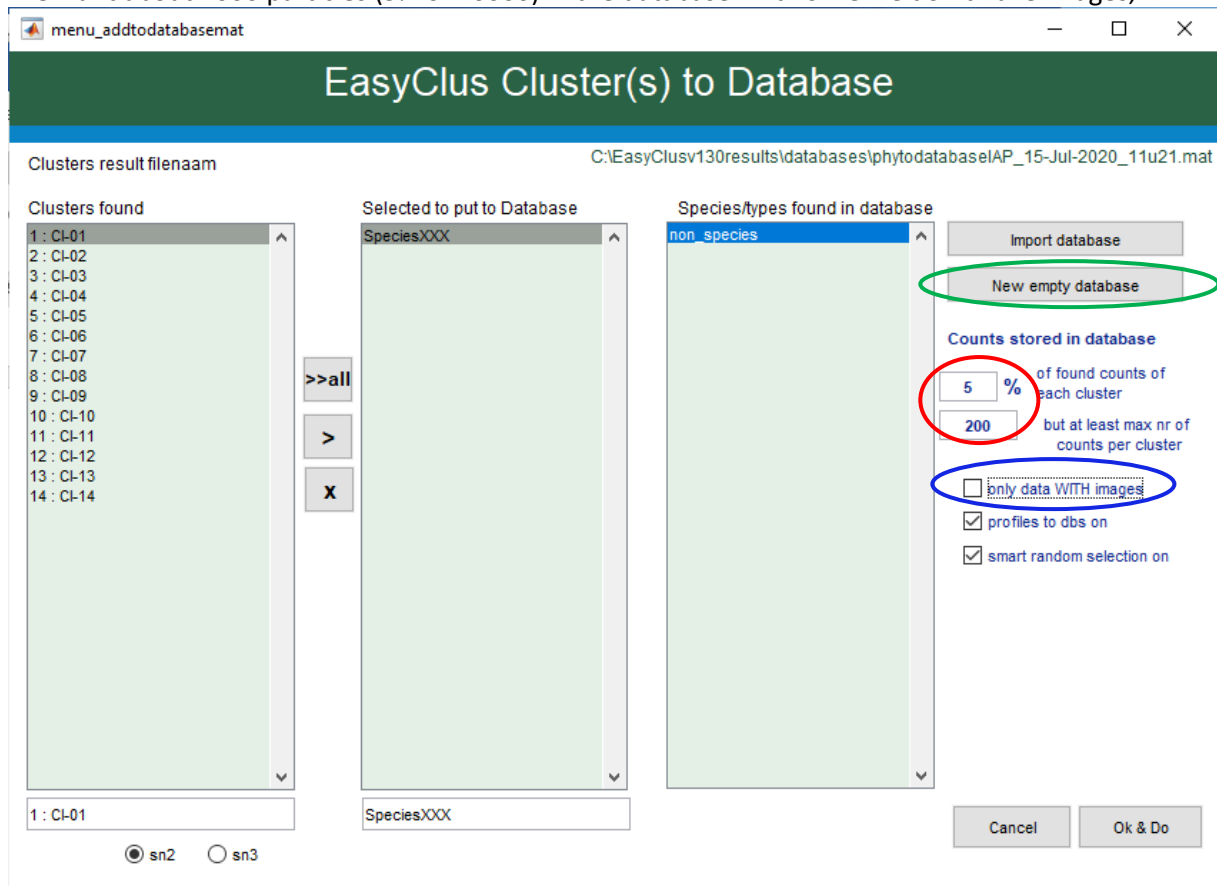 menu_addtodatabasemat
EasyClus Cluster(s) to Database
Clusters result filenaam
C:\EasyClusv130results\databases\phytodatabaseIAP_15-Jul-2020_11u21.mat
Clusters found
1 : Cl-01
2 : Cl-02
3 : Cl-03
4 : Cl-04
5 : Cl-05
6 : Cl-06
7 : Cl-07
8 : Cl-08
9 : Cl-09
10 : Cl-10
11 : Cl-11
12 : Cl-12
13 : Cl-13
14 : Cl-14
1 : Cl-01
sn2 sn3
>>all
>
x
Selected to put to Database
SpeciesXXX
SpeciesXXX
Species/types found in database
non_species
Import database
New empty database
Counts stored in database
5 % of found counts of
each cluster
200 but at least max nr of
counts per cluster
only data WITH images
profiles to dbs on
smart random selection on
Cancel Ok & Do